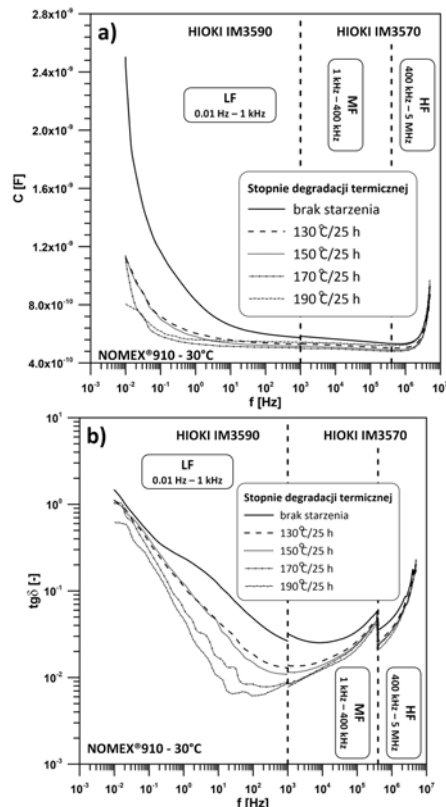 a)
HIOKI IM3590
HIOKI IM3570
LF
0.01 Hz – 1 kHz
MF
1 kHz – 400 kHz
HF
400 kHz – 5 MHz
Stopnie degradacji termicznej
brak starzenia
130°C/25 h
150°C/25 h
170°C/25 h
190°C/25 h
NOMEX®910 - 30°C
C [F]
2.8x10⁻⁹
2.4x10⁻⁹
2.0x10⁻⁹
1.6x10⁻⁹
1.2x10⁻⁹
8.0x10⁻¹⁰
4.0x10⁻¹⁰
10⁻³ 10⁻² 10⁻¹ 10⁰ 10¹ 10² 10³ 10⁴ 10⁵ 10⁶ 10⁷
f [Hz]
b)
HIOKI IM3590
HIOKI IM3570
LF
0.01 Hz – 1 kHz
Stopnie degradacji termicznej
brak starzenia
130°C/25 h
150°C/25 h
170°C/25 h
190°C/25 h
MF
1 kHz – 400 kHz
HF
400 kHz – 5 MHz
NOMEX®910 - 30°C
tgδ [-]
10¹
10⁰
10⁻¹
10⁻²
10⁻³
10⁻³ 10⁻² 10⁻¹ 10⁰ 10¹ 10² 10³ 10⁴ 10⁵ 10⁶ 10⁷
f [Hz]